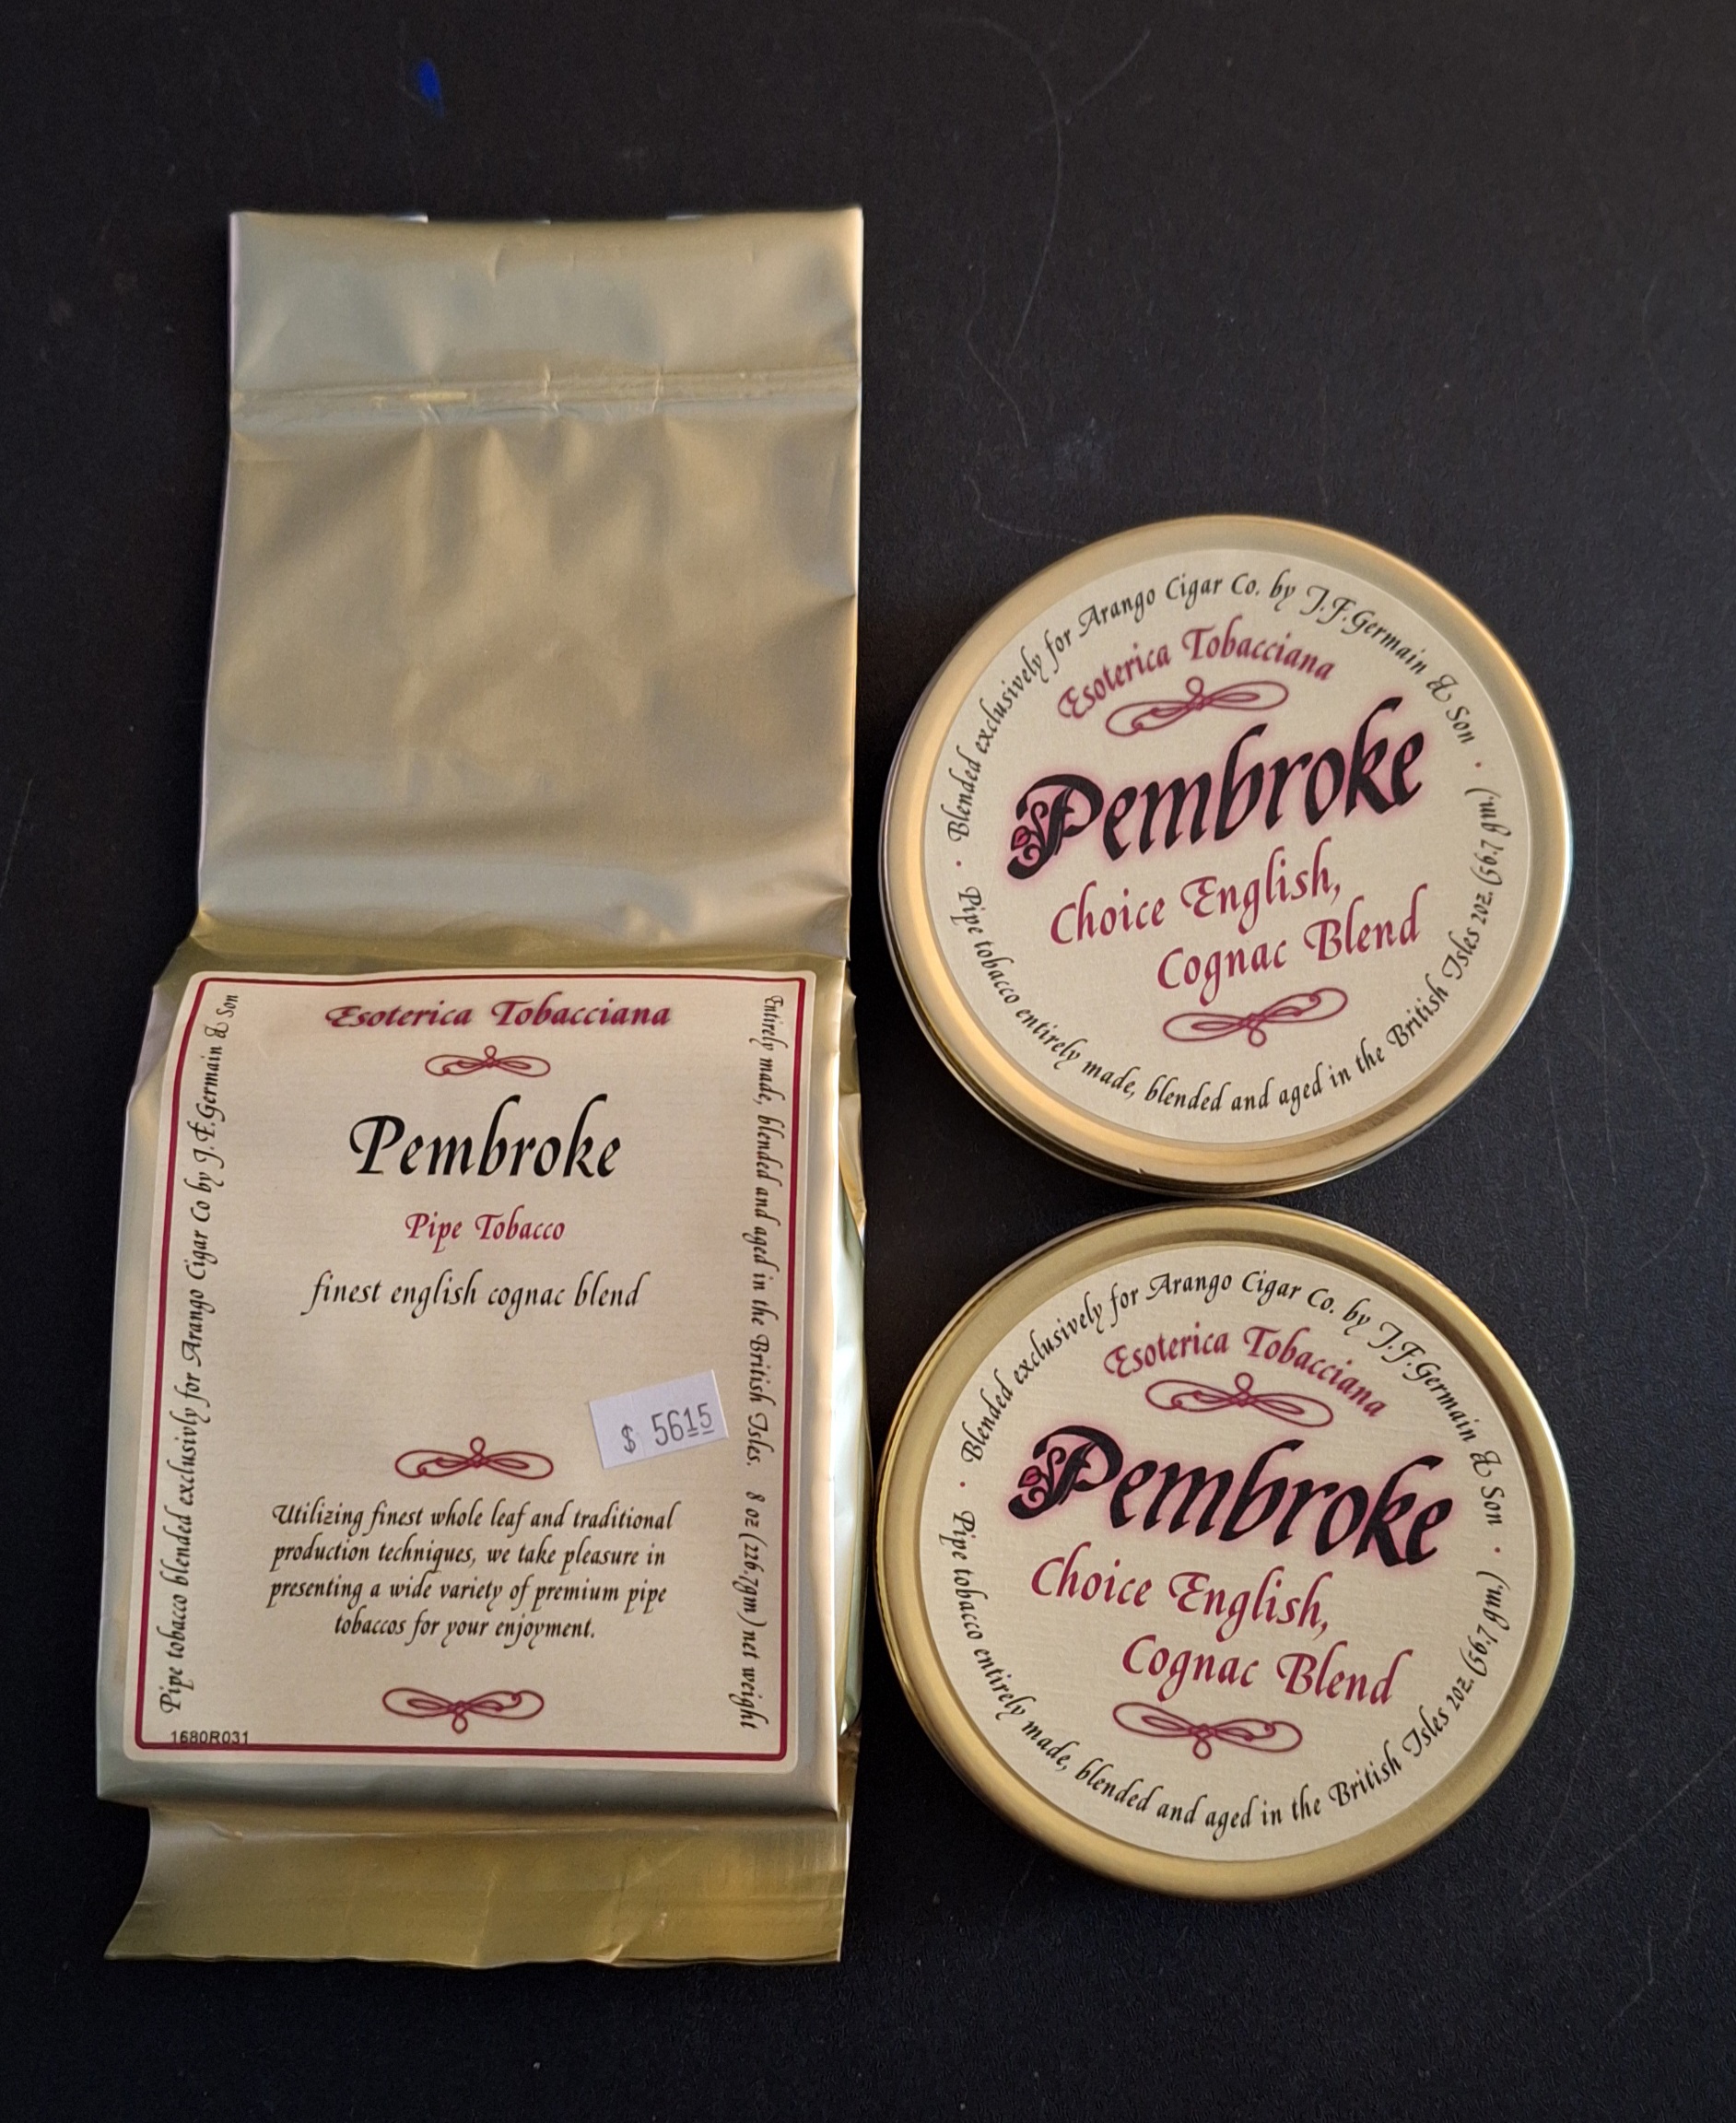 Esoterica Tobacciana
Pembroke
Pipe Tobacco
finest english cognac blend
$ 5615
Utilizing finest whole leaf and traditional
production techniques, we take pleasure in
presenting a wide variety of premium pipe
tobaccos for your enjoyment.
Pipe tobacco blended exclusivly for Arango Cigar Co by J.F.Germain & Son
Entirely made, blended and aged in the British Isles. 8 oz (226.7gm) net weight
1680R031
Blended exclusively for Arango Cigar Co. by J.F.Germain & Son
Esoterica Tobacciana
Pembroke
Choice English,
Cognac Blend
Pipe tobacco entirely made, blended and aged in the British Isles 2oz. (56.7 gm.)
Blended exclusively for Arango Cigar Co. by J.F.Germain & Son
Esoterica Tobacciana
Pembroke
Choice English,
Cognac Blend
Pipe tobacco entirely made, blended and aged in the British Isles 2oz. (56.7 gm.)